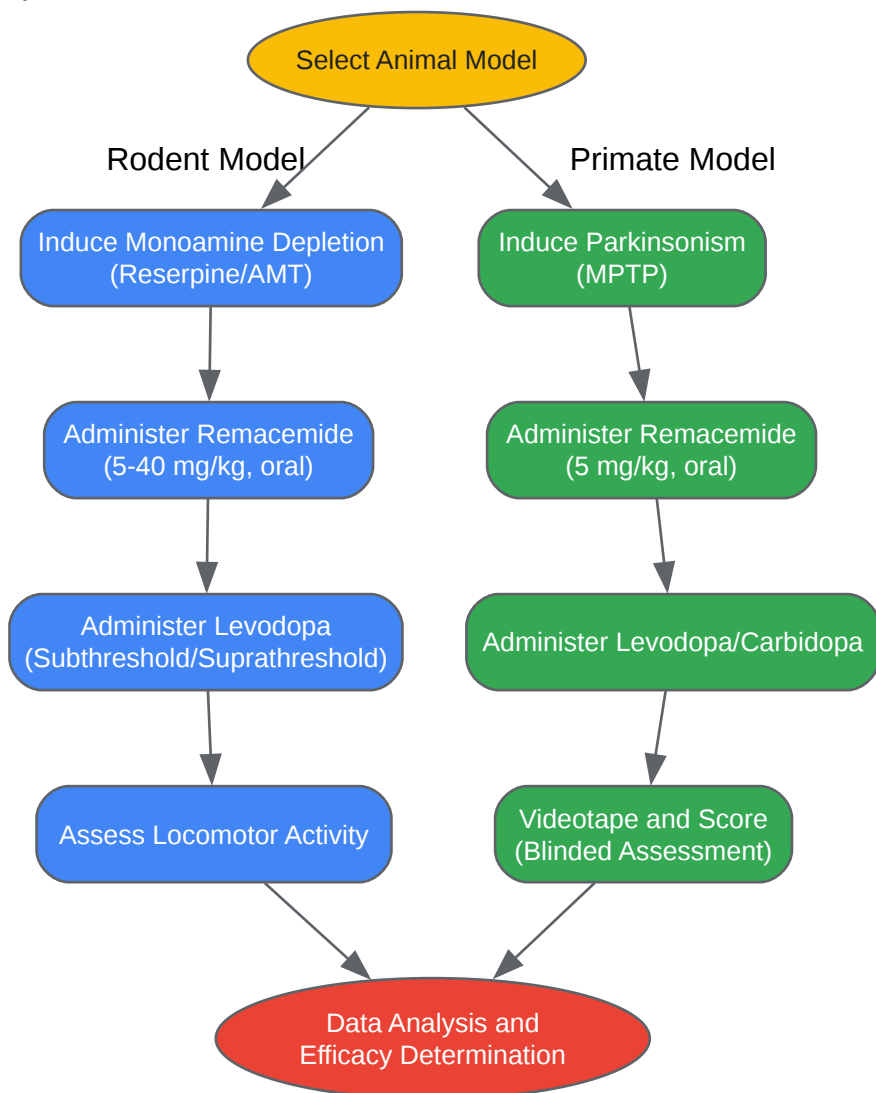 Select Animal Model
Rodent Model
Primate Model
Induce Monoamine Depletion
(Reserpine/AMT)
Induce Parkinsonism
(MPTP)
Administer Remacemide
(5-40 mg/kg, oral)
Administer Remacemide
(5 mg/kg, oral)
Administer Levodopa
(Subthreshold/Suprathreshold)
Administer Levodopa/Carbidopa
Assess Locomotor Activity
Videotape and Score
(Blinded Assessment)
Data Analysis and
Efficacy Determination